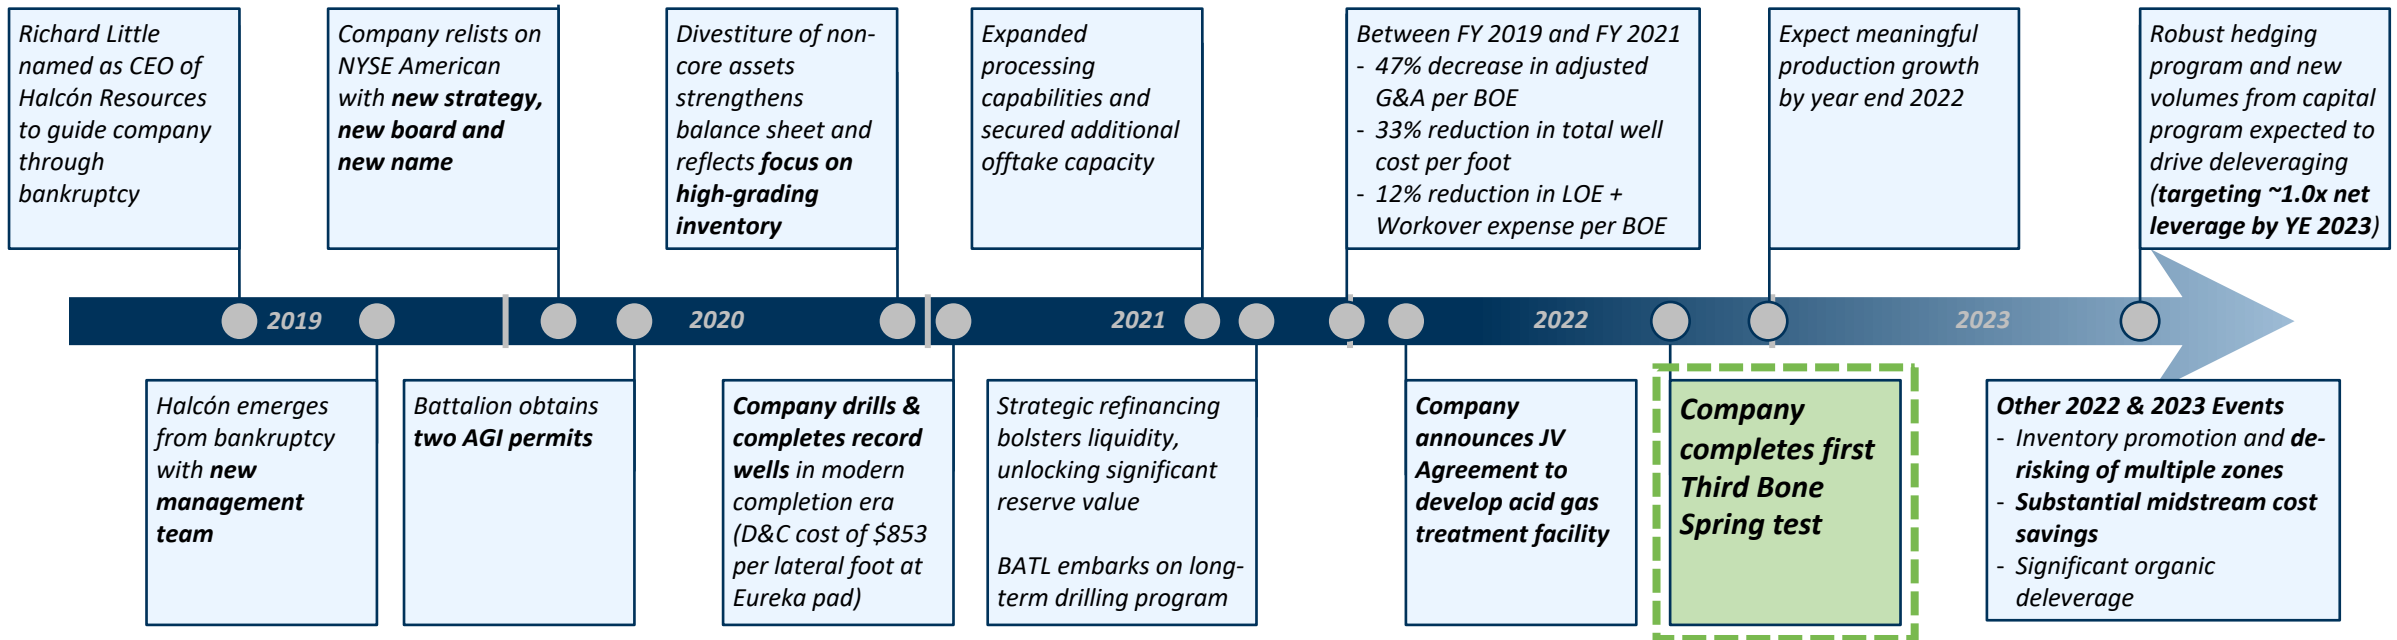 Richard Little
named as CEO of
Halcón Resources
to guide company
through
bankruptcy
Company relists on
NYSE American
with new strategy,
new board and
new name
Divestiture of non-
core assets
strengthens
balance sheet and
reflects focus on
high-grading
inventory
Expanded
processing
capabilities and
secured additional
offtake capacity
Between FY 2019 and FY 2021
- 47% decrease in adjusted
G&A per BOE
- 33% reduction in total well
cost per foot
- 12% reduction in LOE +
Workover expense per BOE
Expect meaningful
production growth
by year end 2022
Robust hedging
program and new
volumes from capital
program expected to
drive deleveraging
(targeting ~1.0x net
leverage by YE 2023)
2019
2020
2021
2022
2023
Halcón emerges
from bankruptcy
with new
management
team
Battalion obtains
two AGI permits
Company drills &
completes record
wells in modern
completion era
(D&C cost of $853
per lateral foot at
Eureka pad)
Strategic refinancing
bolsters liquidity,
unlocking significant
reserve value
BATL embarks on long-
term drilling program
Company
announces JV
Agreement to
develop acid gas
treatment facility
Company
completes first
Third Bone
Spring test
Other 2022 & 2023 Events
- Inventory promotion and de-
risking of multiple zones
- Substantial midstream cost
savings
- Significant organic
deleverage